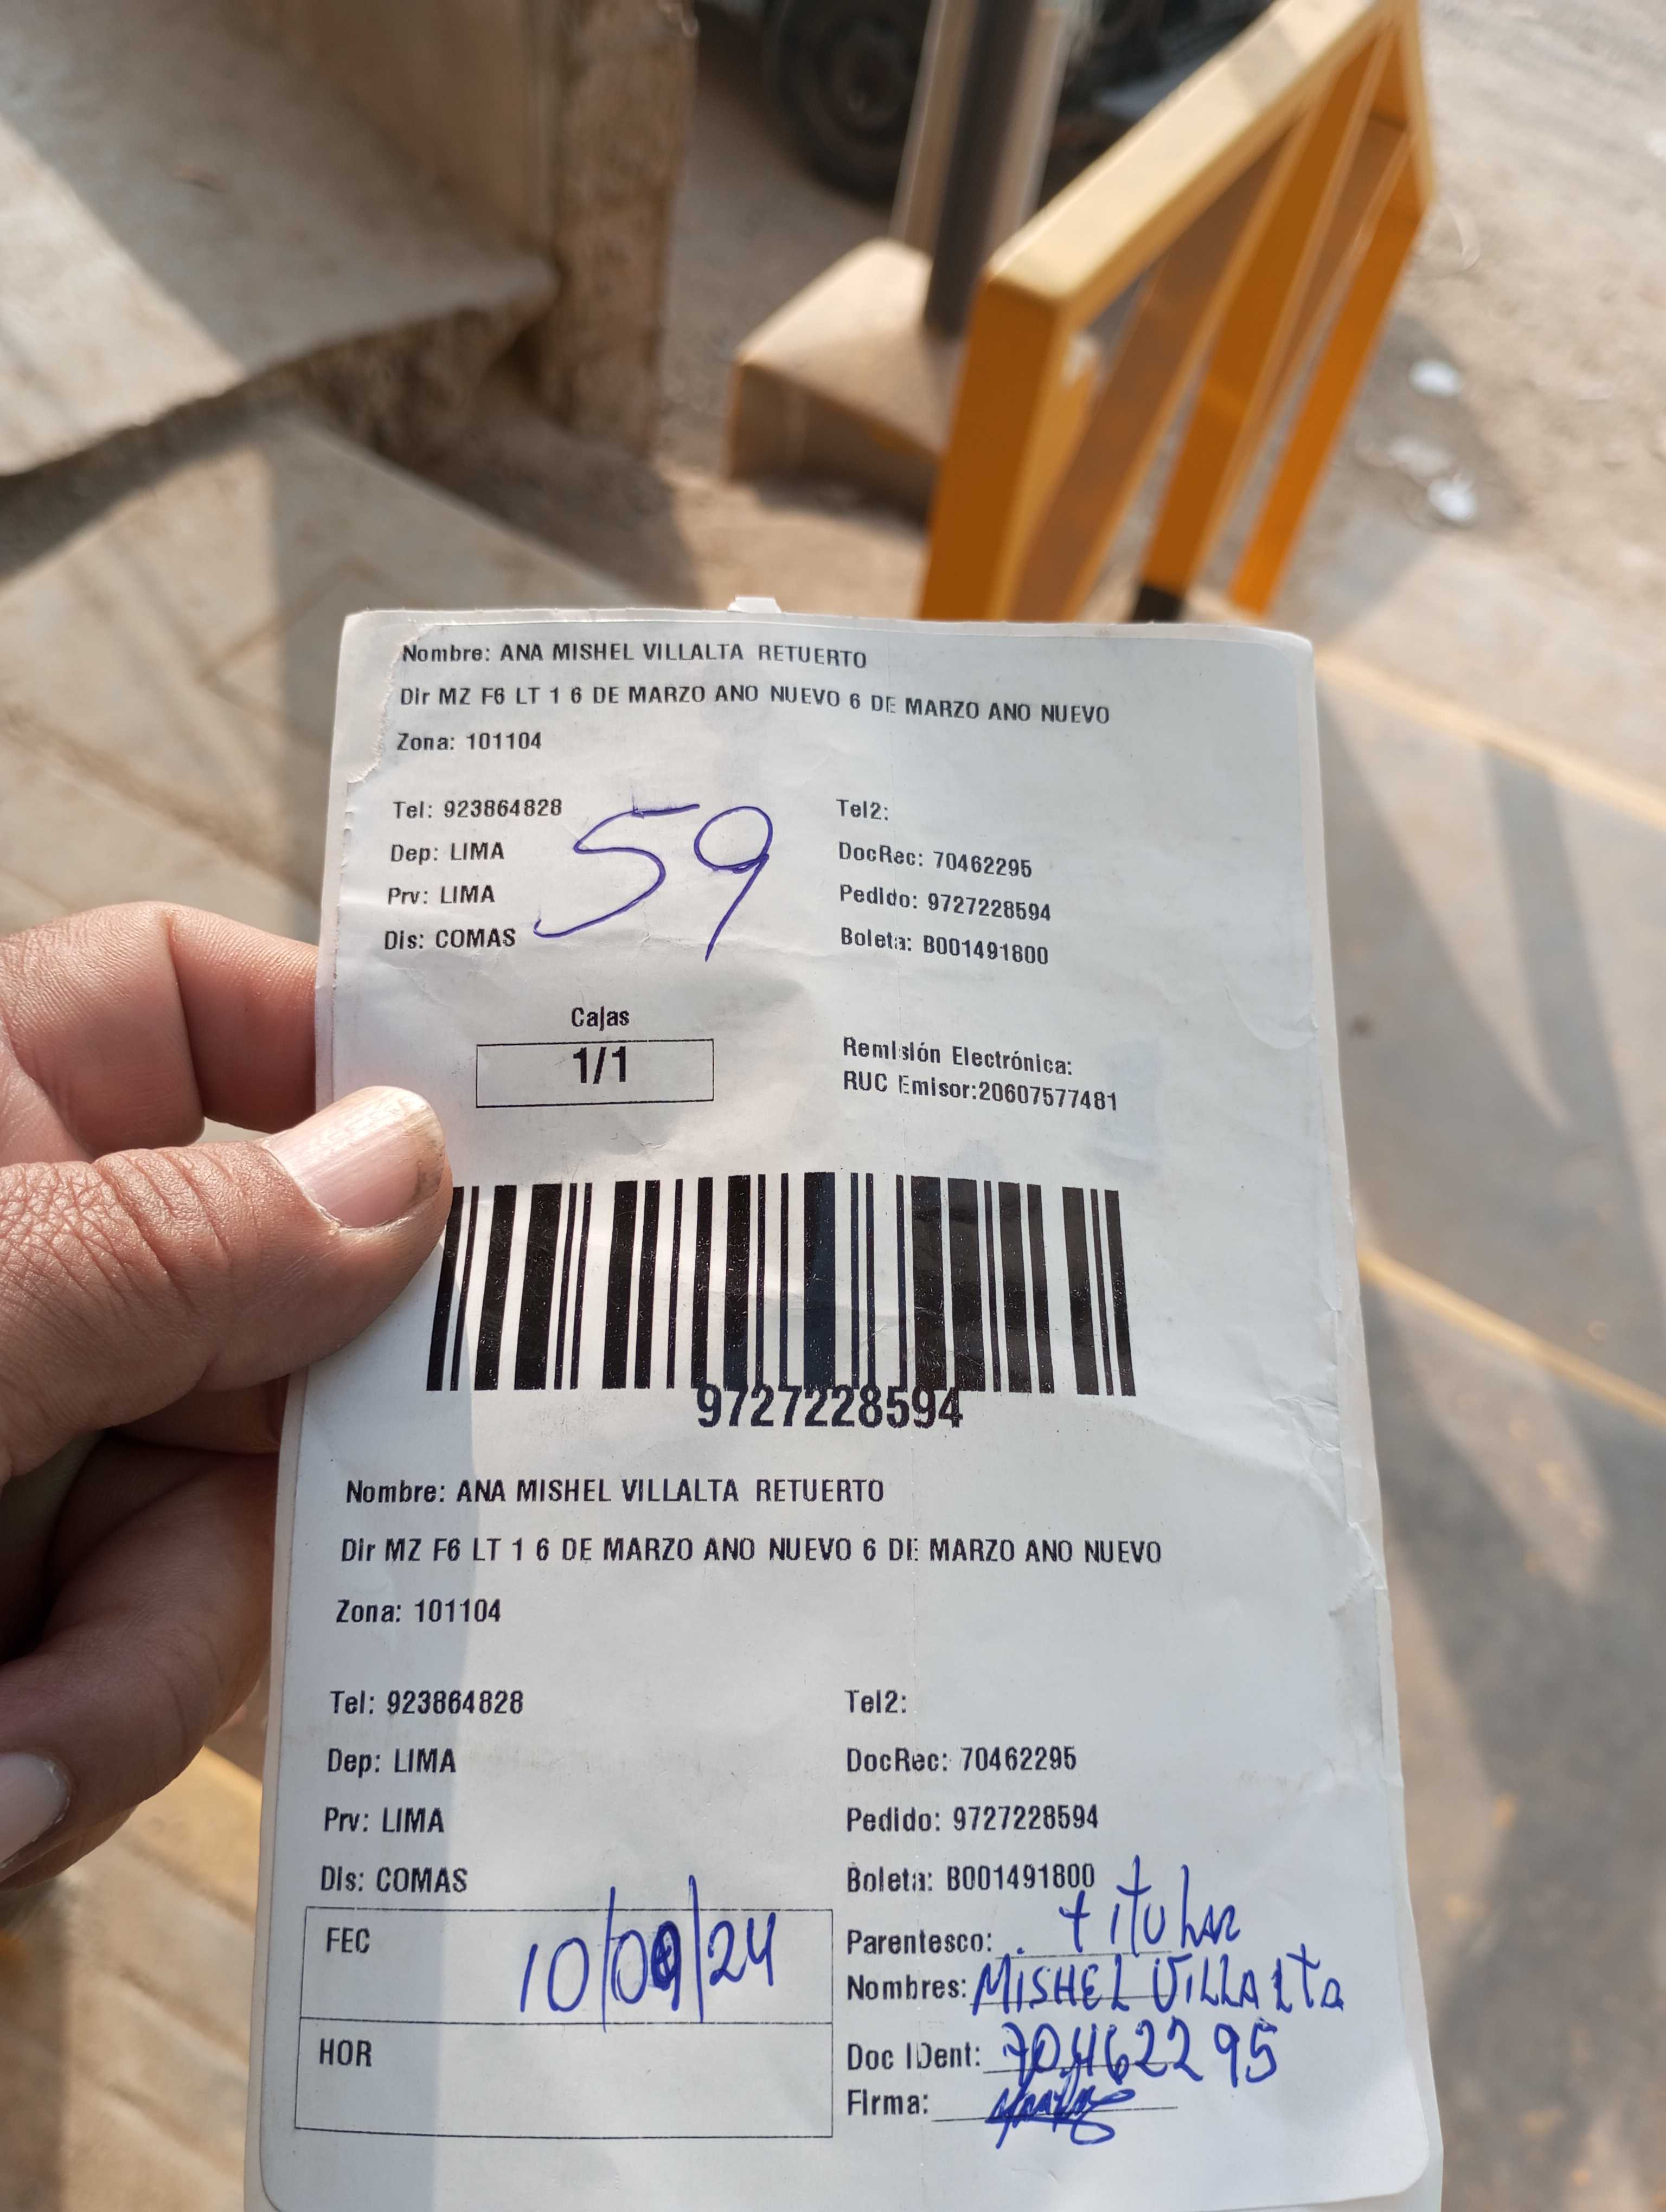 Nombre: ANA MISHEL VILLALTA RETUERTO
Dir MZ F6 LT 1 6 DE MARZO ANO NUEVO 6 DE MARZO ANO NUEVO
Zona: 101104
Tel: 923864828 Tel2:
Dep: LIMA DocRec: 70462295
Prv: LIMA Pedido: 9727228594
Dis: COMAS Boleta: B001491800
59
Cajas
1/1
Remisión Electrónica:
RUC Emisor:20607577481
9727228594
Nombre: ANA MISHEL VILLALTA RETUERTO
Dir MZ F6 LT 1 6 DE MARZO ANO NUEVO 6 DE MARZO ANO NUEVO
Zona: 101104
Tel: 923864828 Tel2:
Dep: LIMA DocRec: 70462295
Prv: LIMA Pedido: 9727228594
Dis: COMAS Boleta: B001491800
FEC 10/09/24 Parentesco: titular
Nombres: MISHEL VILLALTA
HOR Doc IDent: 70462295
Firma: